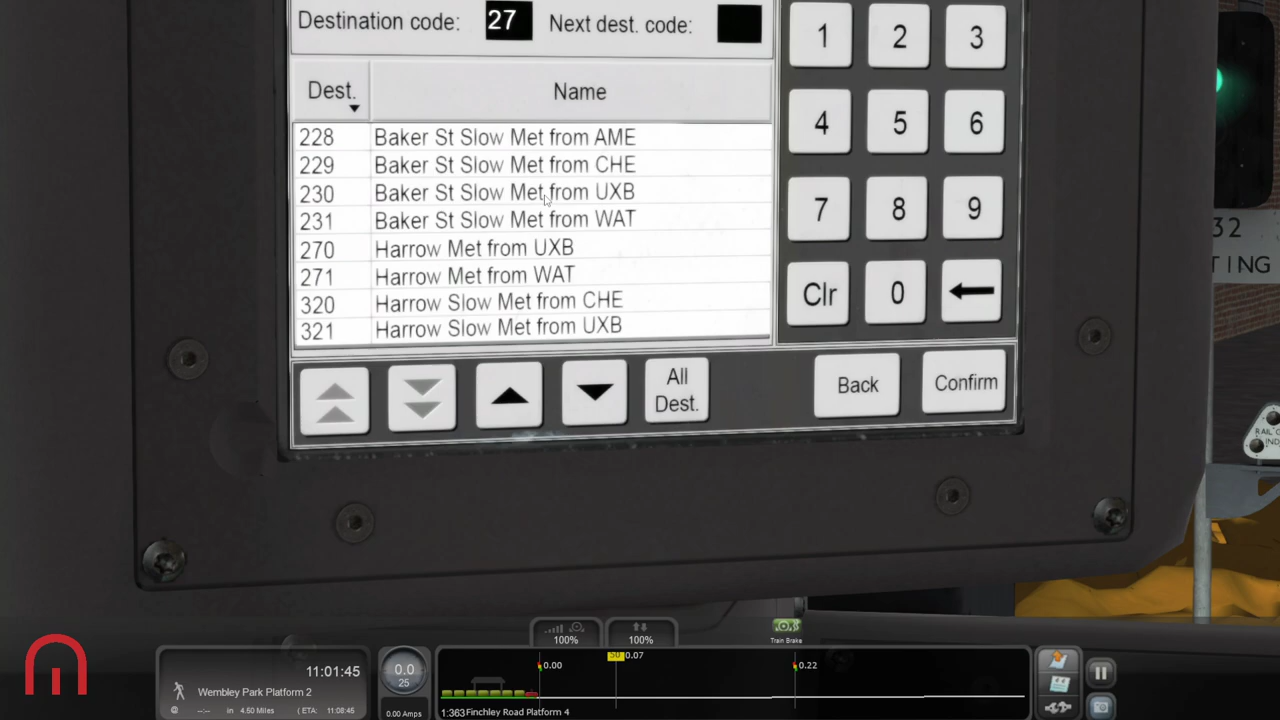 Destination code: 27 Next dest. code:
Dest. Name
228 Baker St Slow Met from AME
229 Baker St Slow Met from CHE
230 Baker St Slow Met from UXB
231 Baker St Slow Met from WAT
270 Harrow Met from UXB
271 Harrow Met from WAT
320 Harrow Slow Met from CHE
321 Harrow Slow Met from UXB
1 2 3
4 5 6
7 8 9
Clr 0
All
Dest.
Back
Confirm
32
TING
RAIL
IND
100%
100%
Train Brake
11:01:45
Wembley Park Platform 2
--:-- in 4.50 Miles ( ETA: 11:08:45
0.0
25
0.00 Amps
0.00
50 0.07
0.22
1:363 Finchley Road Platform 4